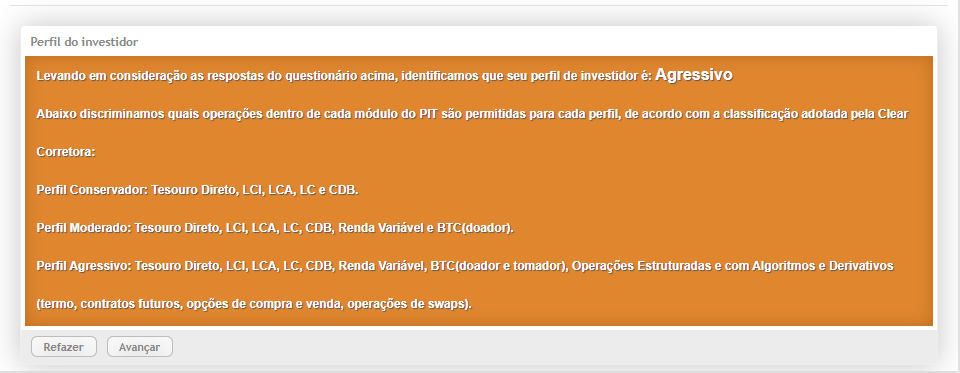 Perfil do investidor
Levando em consideração as respostas do questionário acima, identificamos que seu perfil de investidor é: Agressivo
Abaixo discriminamos quais operações dentro de cada módulo do PIT são permitidas para cada perfil, de acordo com a classificação adotada pela Clear
Corretora:
Perfil Conservador: Tesouro Direto, LCI, LCA, LC e CDB.
Perfil Moderado: Tesouro Direto, LCI, LCA, LC, CDB, Renda Variável e BTC(doador).
Perfil Agressivo: Tesouro Direto, LCI, LCA, LC, CDB, Renda Variável, BTC(doador e tomador), Operações Estruturadas e com Algoritmos e Derivativos
(termo, contratos futuros, opções de compra e venda, operações de swaps).
Refazer Avançar